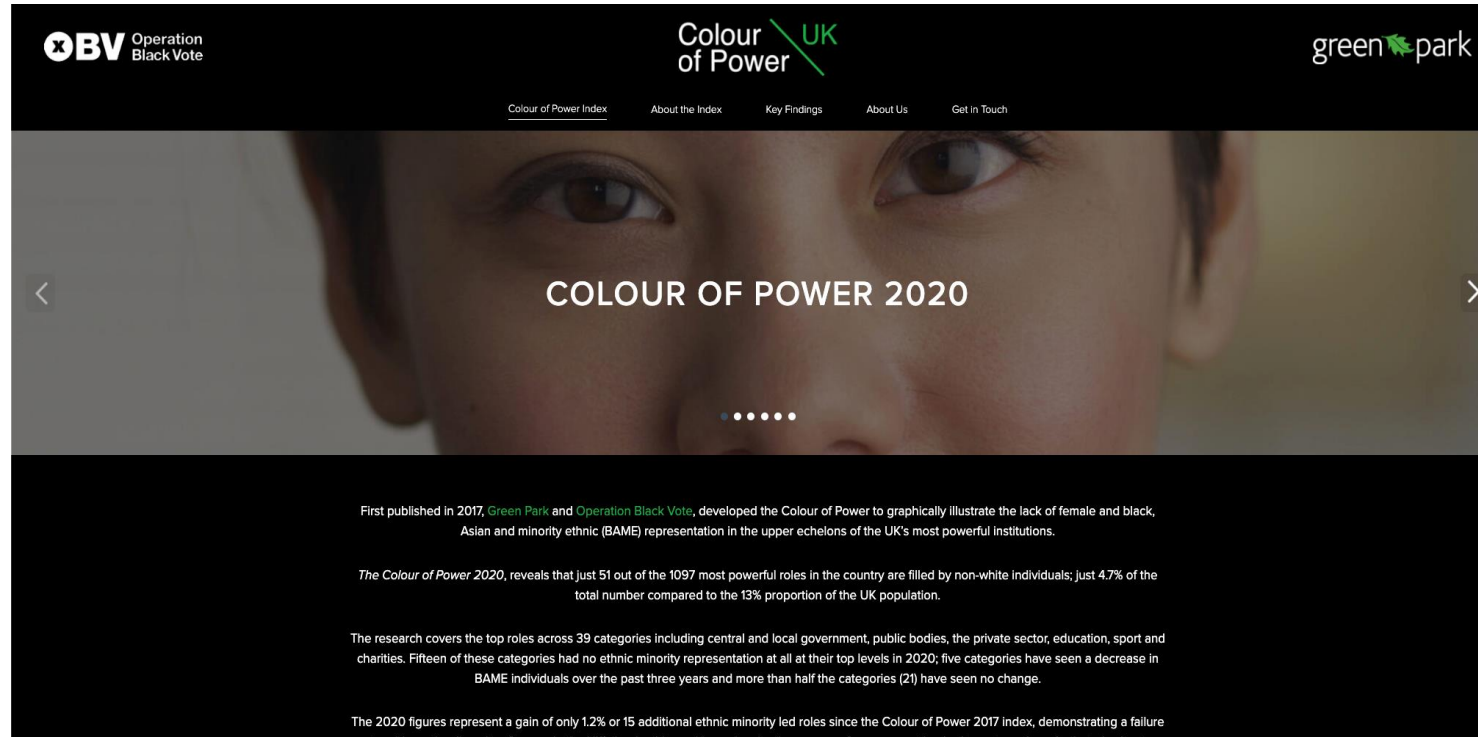 OBV Operation
Black Vote
Colour UK
of Power
green park
Colour of Power Index About the Index Key Findings About Us Get in Touch
COLOUR OF POWER 2020
First published in 2017, Green Park and Operation Black Vote, developed the Colour of Power to graphically illustrate the lack of female and black,
Asian and minority ethnic (BAME) representation in the upper echelons of the UK's most powerful institutions.
The Colour of Power 2020, reveals that just 51 out of the 1097 most powerful roles in the country are filled by non-white individuals; just 4.7% of the
total number compared to the 13% proportion of the UK population.
The research covers the top roles across 39 categories including central and local government, public bodies, the private sector, education, sport and
charities. Fifteen of these categories had no ethnic minority representation at all at their top levels in 2020; five categories have seen a decrease in
BAME individuals over the past three years and more than half the categories (21) have seen no change.
The 2020 figures represent a gain of only 1.2% or 15 additional ethnic minority led roles since the Colour of Power 2017 index, demonstrating a failure